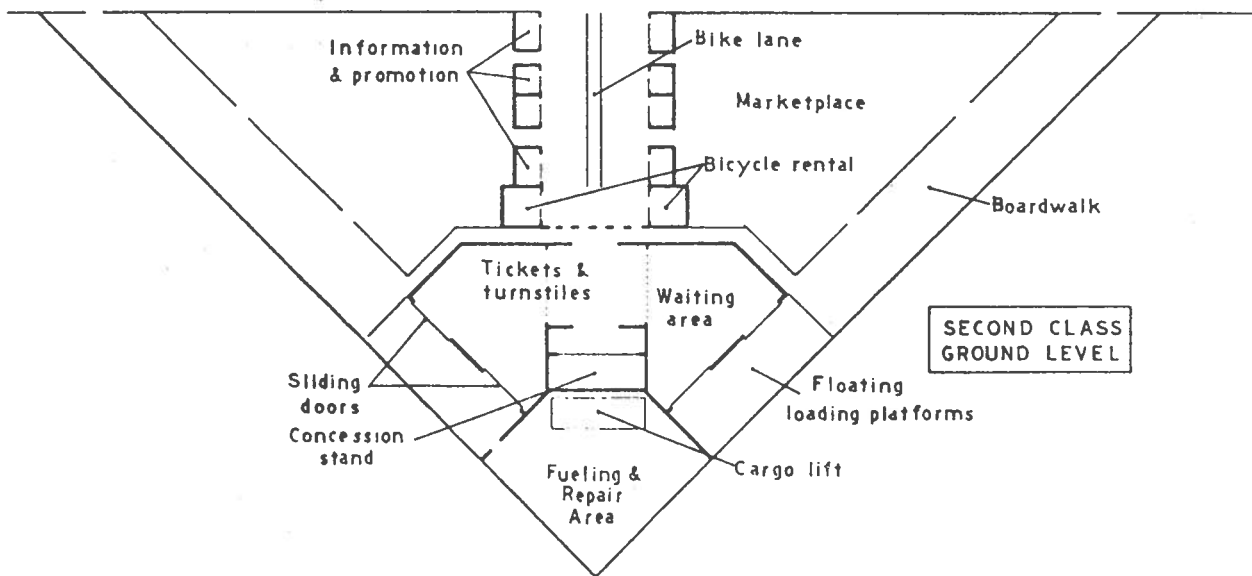 Information
& promotion
Bike lane
Marketplace
Bicycle rental
Boardwalk
Tickets &
turnstiles
Waiting
area
SECOND CLASS
GROUND LEVEL
Sliding
doors
Floating
loading platforms
Concession
stand
Cargo lift
Fueling &
Repair
Area